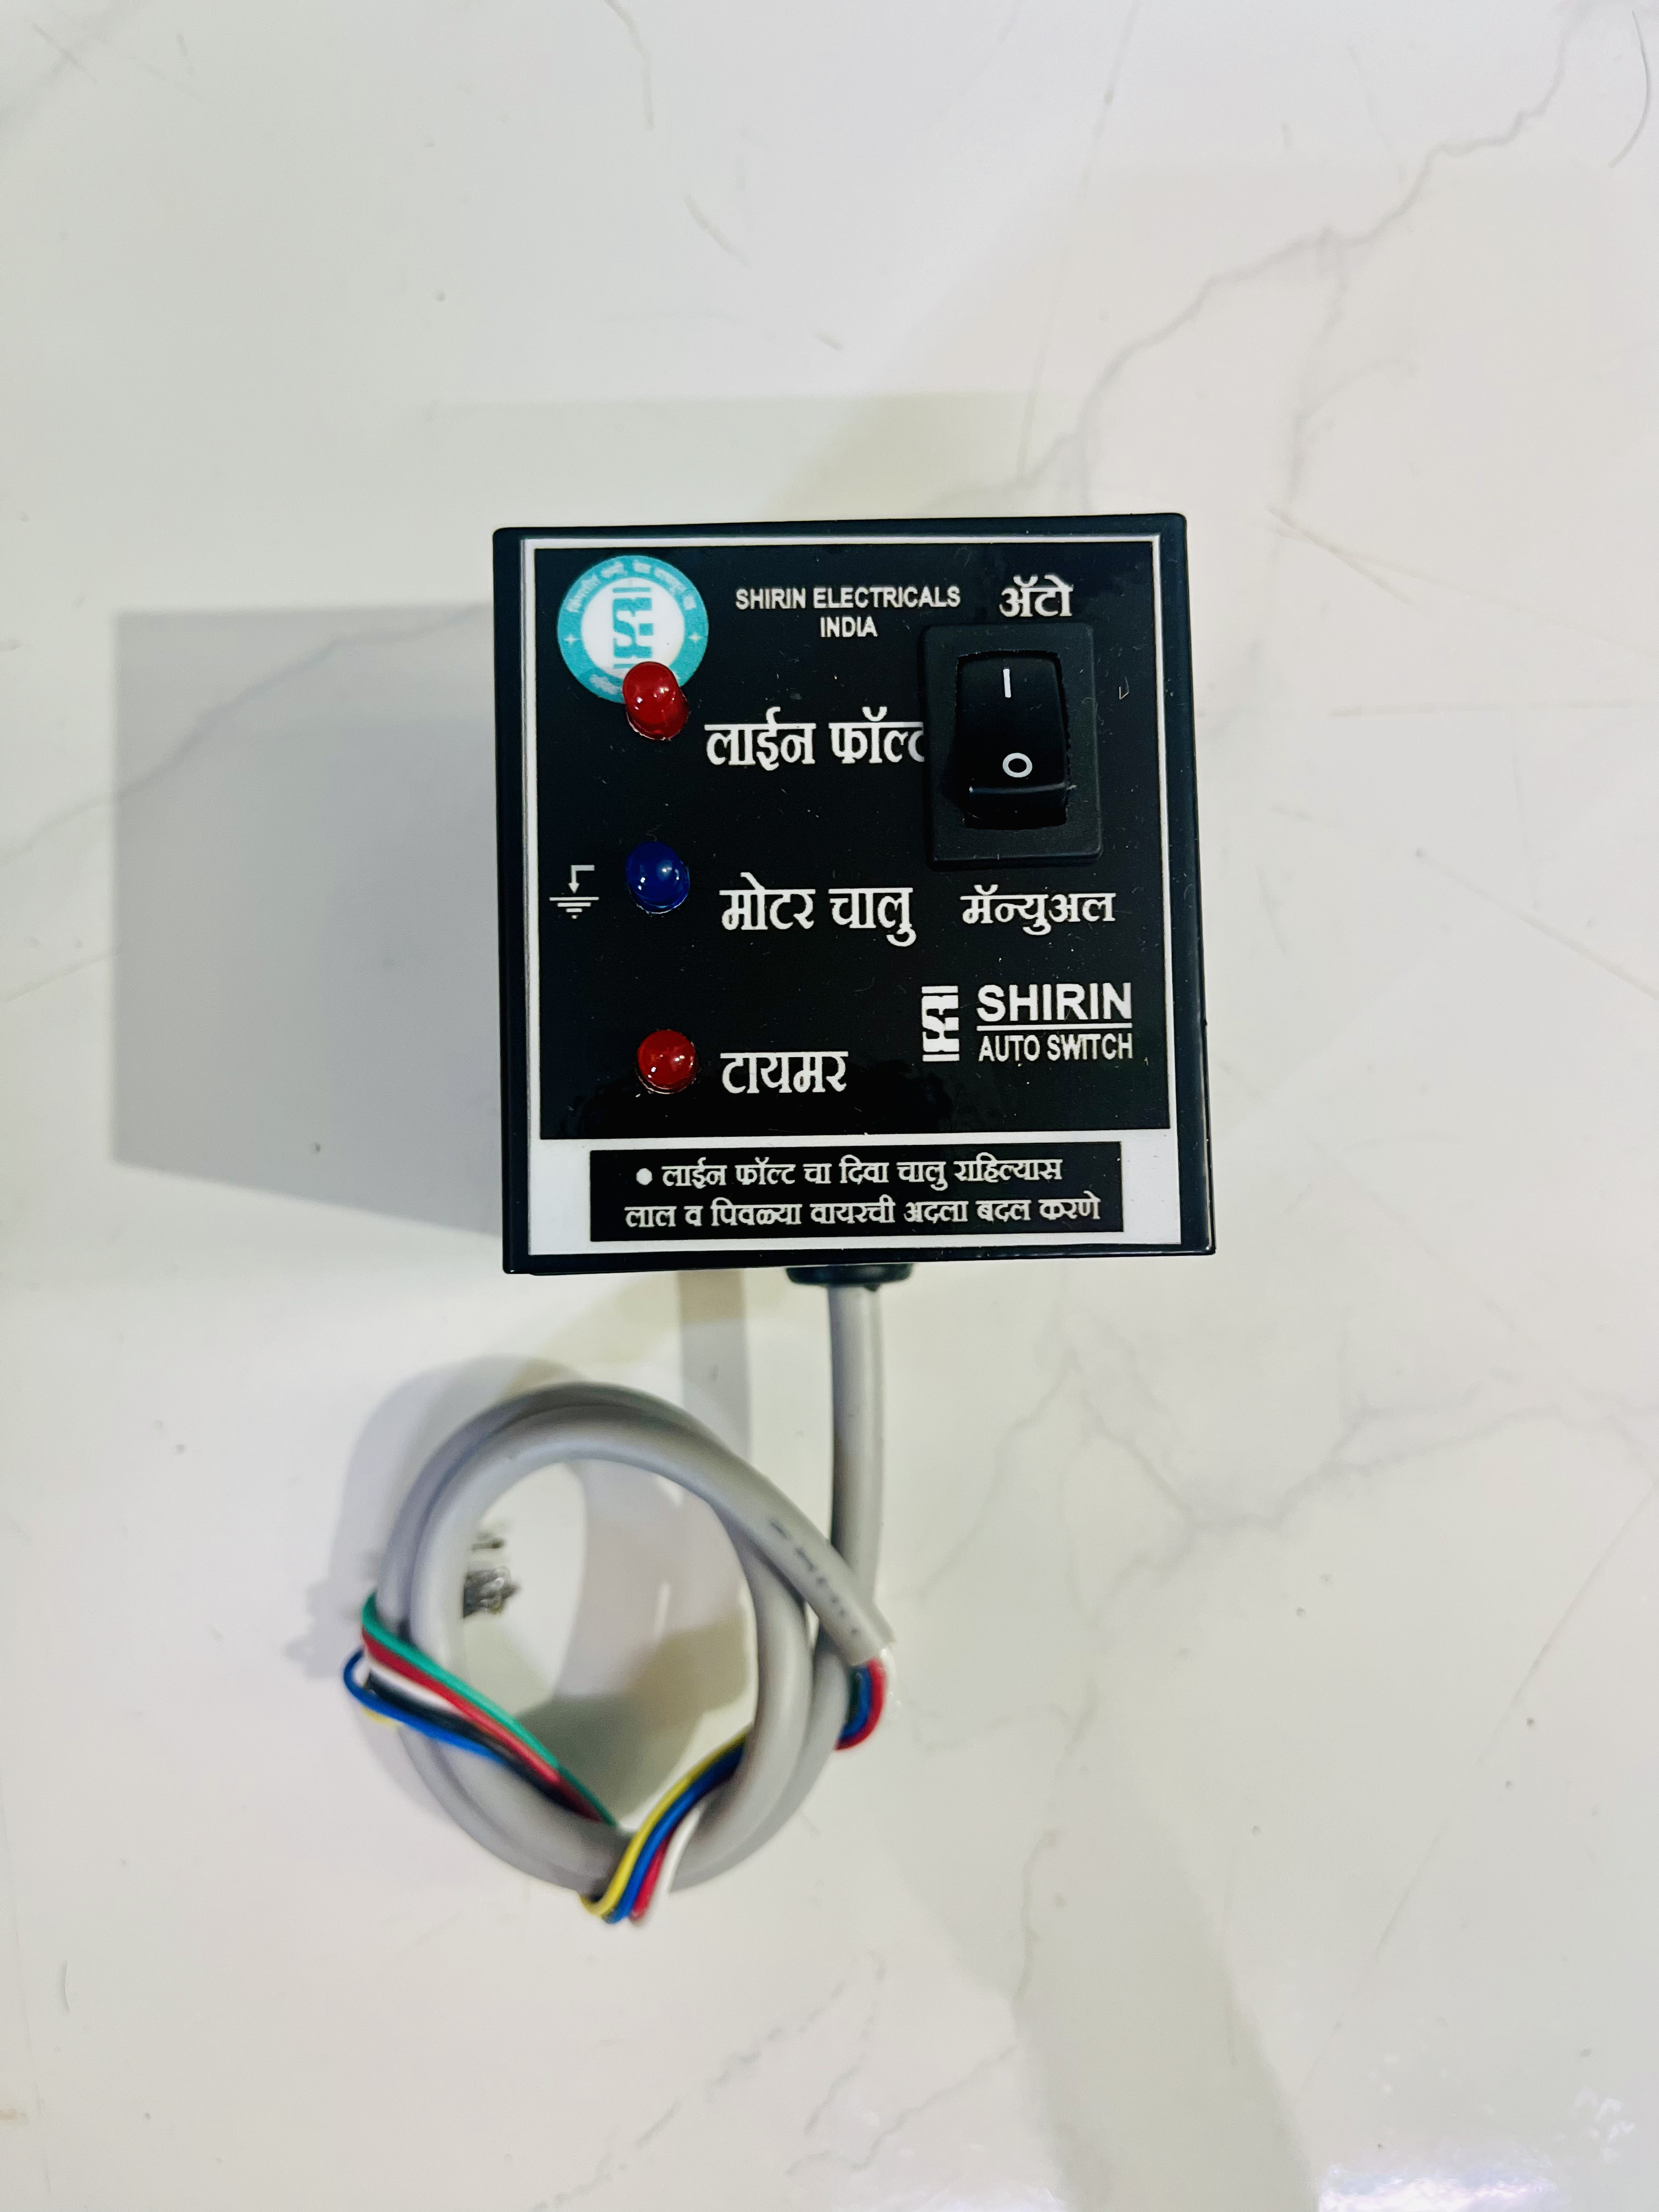 SHIRIN ELECTRICALS
INDIA
ॲटो
I
O
लाईन फॉल्ट
मोटर चालु
मॅन्युअल
SHIRIN
AUTO SWITCH
टायमर
• लाईन फॉल्ट चा दिवा चालु राहिल्यास
लाल व पिवळ्या वायरची अदला बदल करणे